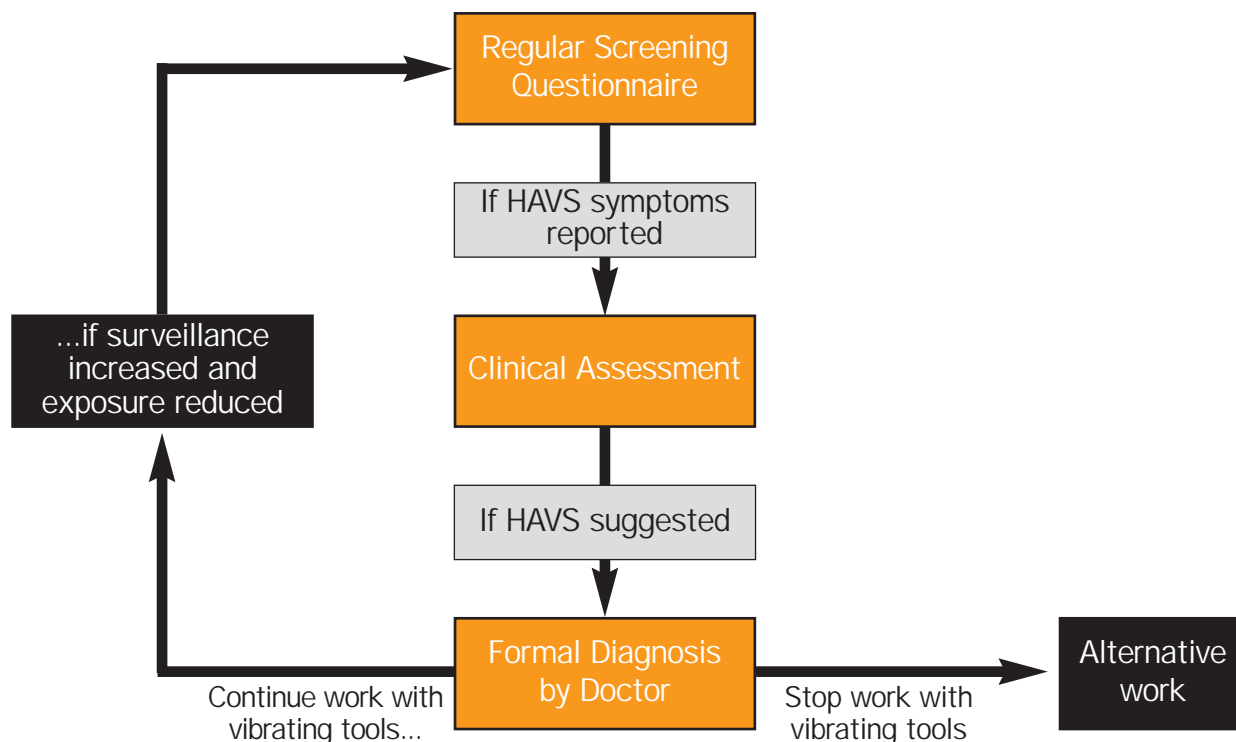 Regular Screening
Questionnaire
If HAVS symptoms
reported
...if surveillance
increased and
exposure reduced
Clinical Assessment
If HAVS suggested
Formal Diagnosis
by Doctor
Alternative
work
Continue work with
vibrating tools...
Stop work with
vibrating tools